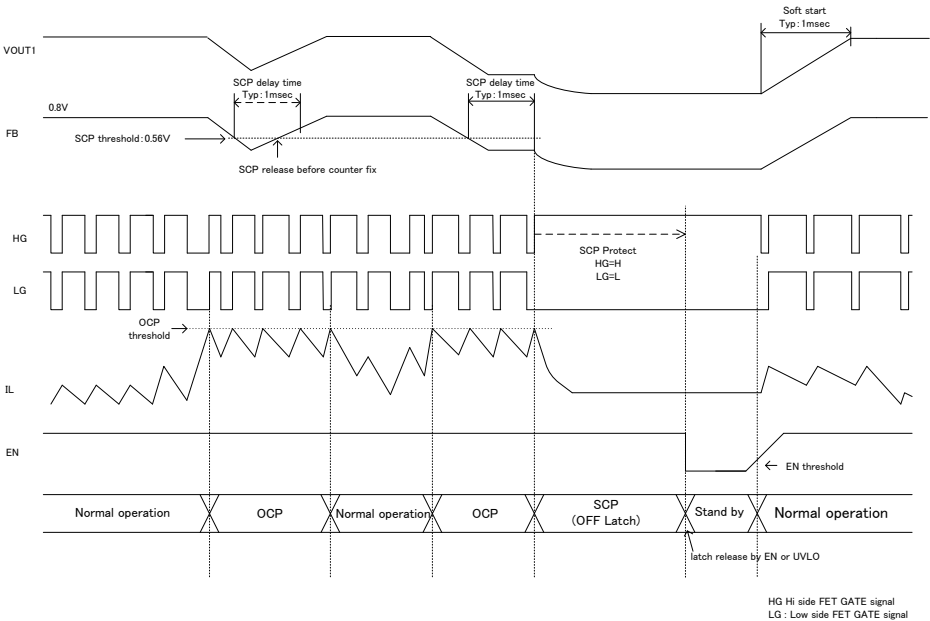 Soft start
Typ:1msec
VOUT1
SCP delay time
Typ:1msec
SCP delay time
Typ:1msec
0.8V
FB
SCP threshold:0.56V
SCP release before counter fix
HG
SCP Protect
HG=H
LG=L
LG
OCP
threshold
IL
EN
EN threshold
Normal operation
OCP
Normal operation
OCP
SCP
(OFF Latch)
Stand by
Normal operation
latch release by EN or UVLO
HG Hi side FET GATE signal
LG : Low side FET GATE signal